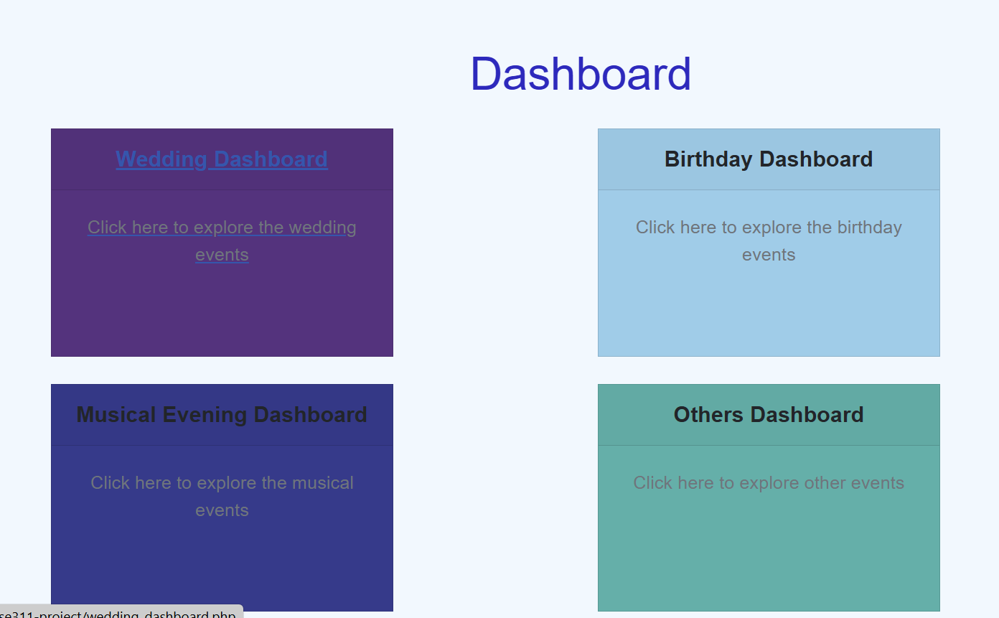 Dashboard
Wedding Dashboard
Click here to explore the wedding
events
Birthday Dashboard
Click here to explore the birthday
events
Musical Evening Dashboard
Click here to explore the musical
events
Others Dashboard
Click here to explore other events
se311-project/wedding_dashboard.php